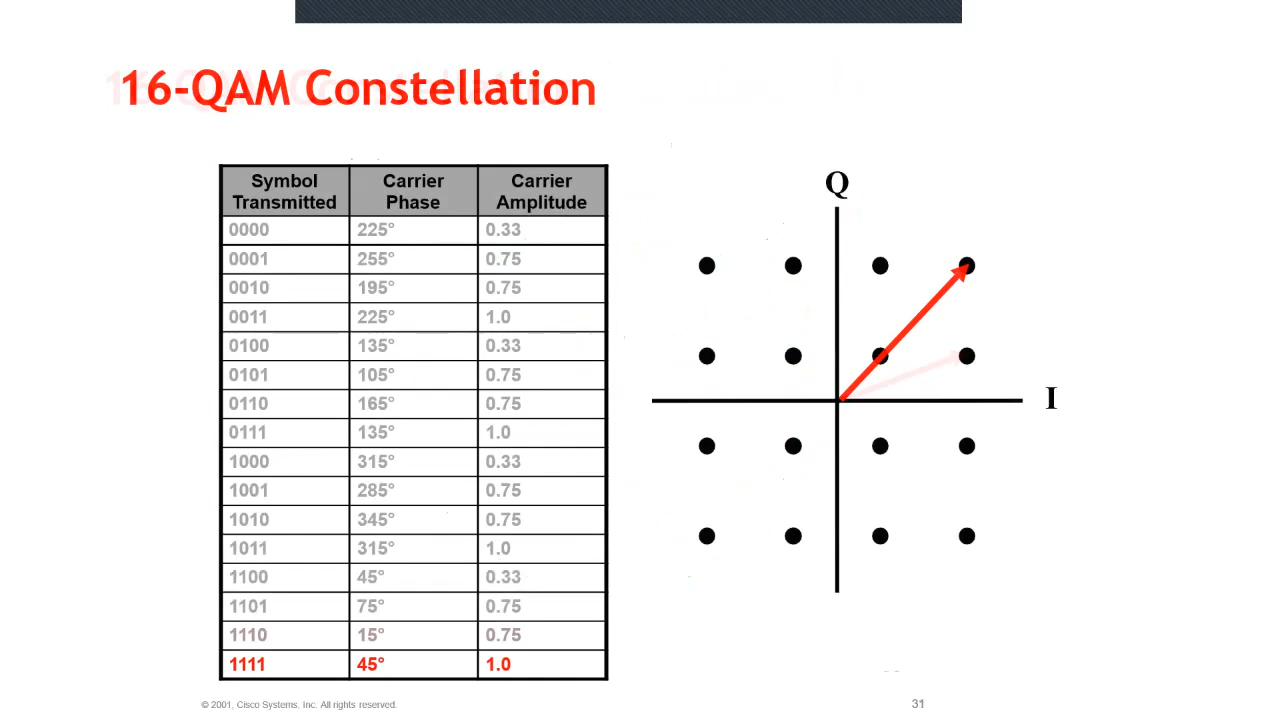 16-QAM Constellation
Symbol Transmitted Carrier Phase Carrier Amplitude
0000 225° 0.33
0001 255° 0.75
0010 195° 0.75
0011 225° 1.0
0100 135° 0.33
0101 105° 0.75
0110 165° 0.75
0111 135° 1.0
1000 315° 0.33
1001 285° 0.75
1010 345° 0.75
1011 315° 1.0
1100 45° 0.33
1101 75° 0.75
1110 15° 0.75
1111 45° 1.0
Q
I
© 2001, Cisco Systems, Inc. All rights reserved.
31